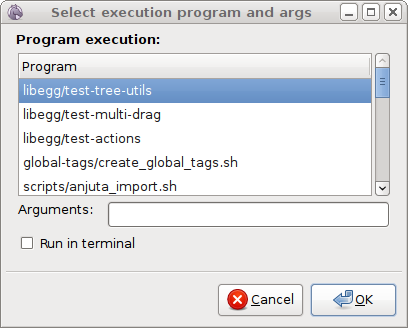 Select execution program and args
Program execution:
Program
libegg/test-tree-utils
libegg/test-multi-drag
libegg/test-actions
global-tags/create_global_tags.sh
scripts/anjuta_import.sh
Arguments:
Run in terminal
Cancel
OK